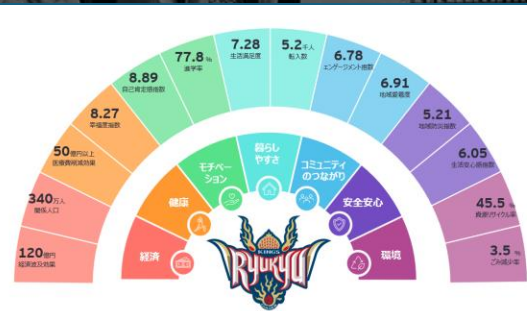 120億円
経済波及効果
340万人
関係人口
50億円以上
医療費削減効果
8.27
幸福度指数
8.89
自己肯定感指数
77.8%
進学率
7.28
生活満足度
5.2千人
転入数
6.78
エンゲージメント指数
6.91
地域愛着度
5.21
地域防災指数
6.05
生活安心感指数
45.5%
資源リサイクル率
3.5%
ごみ減少率
経済
健康
モチベー
ション
暮らし
やすさ
コミュニティ
のつながり
安全安心
環境
KINGS
RYUKYU